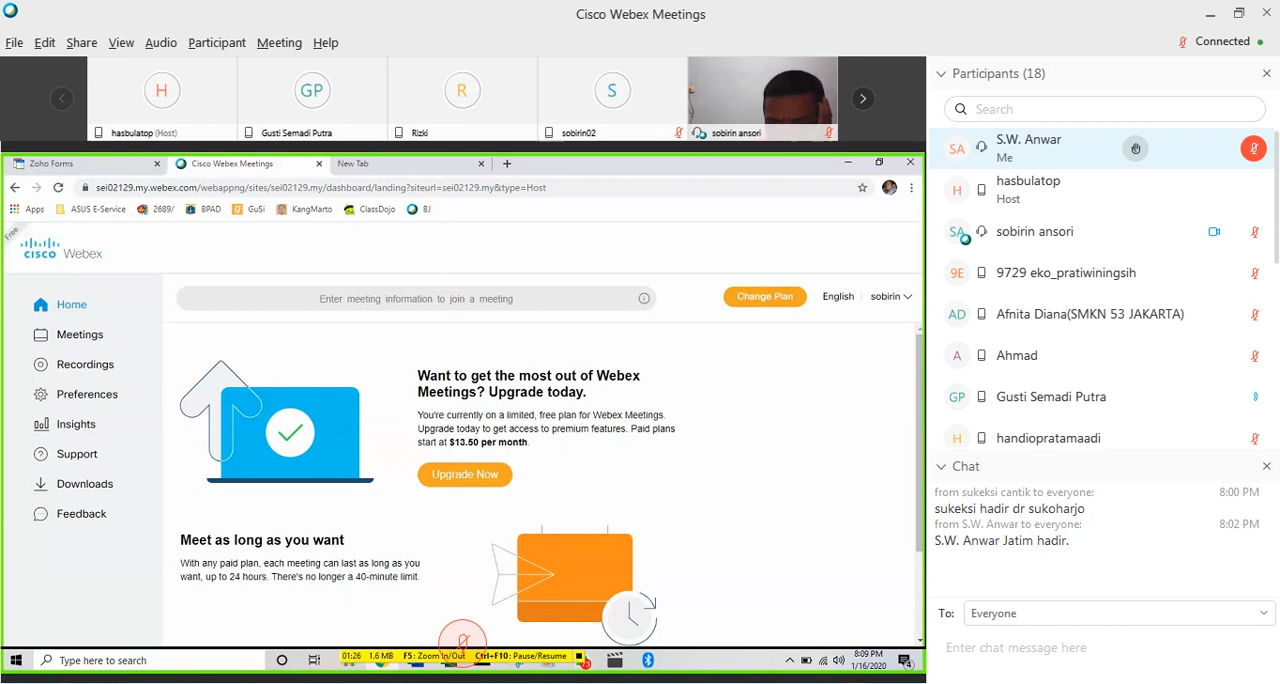 Cisco Webex Meetings
File Edit Share View Audio Participant Meeting Help
Connected
H GP R S
hasbulatop (Host) Gusti Semadi Putra Rizki sobirin02 sobirin ansori
Zoho Forms Cisco Webex Meetings New Tab
sei02129.my.webex.com/webappng/sites/sei02129.my/dashboard/landing?siteurl=sei02129.my&type=Host
Apps ASUS E-Service 2689/ BPAD GuSi KangMarto ClassDojo BJ
Free
CISCO Webex
Enter meeting information to join a meeting
Change Plan English sobirin
Home
Meetings
Recordings
Preferences
Insights
Support
Downloads
Feedback
Want to get the most out of Webex
Meetings? Upgrade today.
You're currently on a limited, free plan for Webex Meetings.
Upgrade today to get access to premium features. Paid plans
start at $13.50 per month.
Upgrade Now
Meet as long as you want
With any paid plan, each meeting can last as long as you
want, up to 24 hours. There's no longer a 40-minute limit.
Type here to search
01:26 1.6 MB F5: Zoom In/Out Ctrl+F10: Pause/Resume
8:09 PM
1/16/2020
4
Participants (18)
Search
SA S.W. Anwar
Me
H hasbulatop
Host
SA sobirin ansori
9E 9729 eko_pratiwiningsih
AD Afnita Diana(SMKN 53 JAKARTA)
A Ahmad
GP Gusti Semadi Putra
H handiopratamaadi
Chat
from sukeksi cantik to everyone: 8:00 PM
sukeksi hadir dr sukoharjo
from S.W. Anwar to everyone: 8:02 PM
S.W. Anwar Jatim hadir.
To: Everyone
Enter chat message here